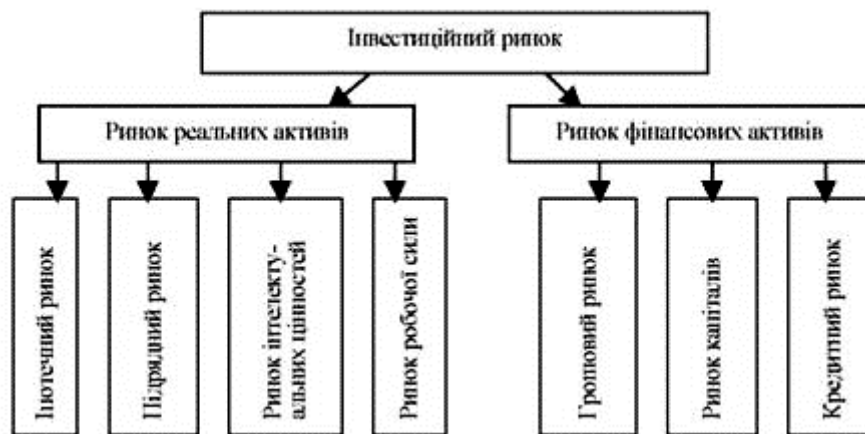 Інвестиційний ринок
Ринок реальних активів
Ринок фінансових активів
Іпотечний ринок
Підрядний ринок
Ринок інтелекту-
альних цінностей
Ринок робочої сили
Грошовий ринок
Ринок капіталів
Кредитний ринок